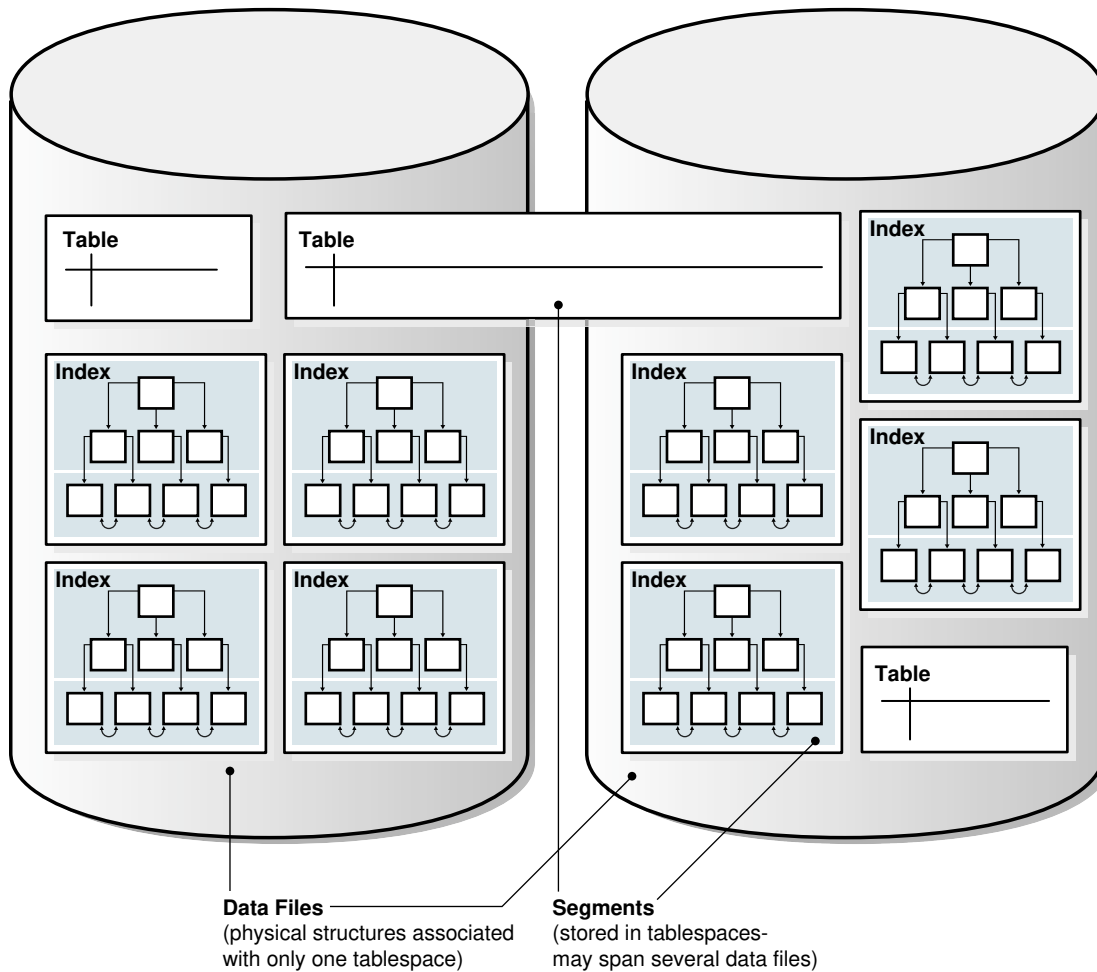 Table
Table
Index
Index
Index
Index
Index
Index
Index
Index
Table
Data Files
(physical structures associated
with only one tablespace)
Segments
(stored in tablespaces-
may span several data files)